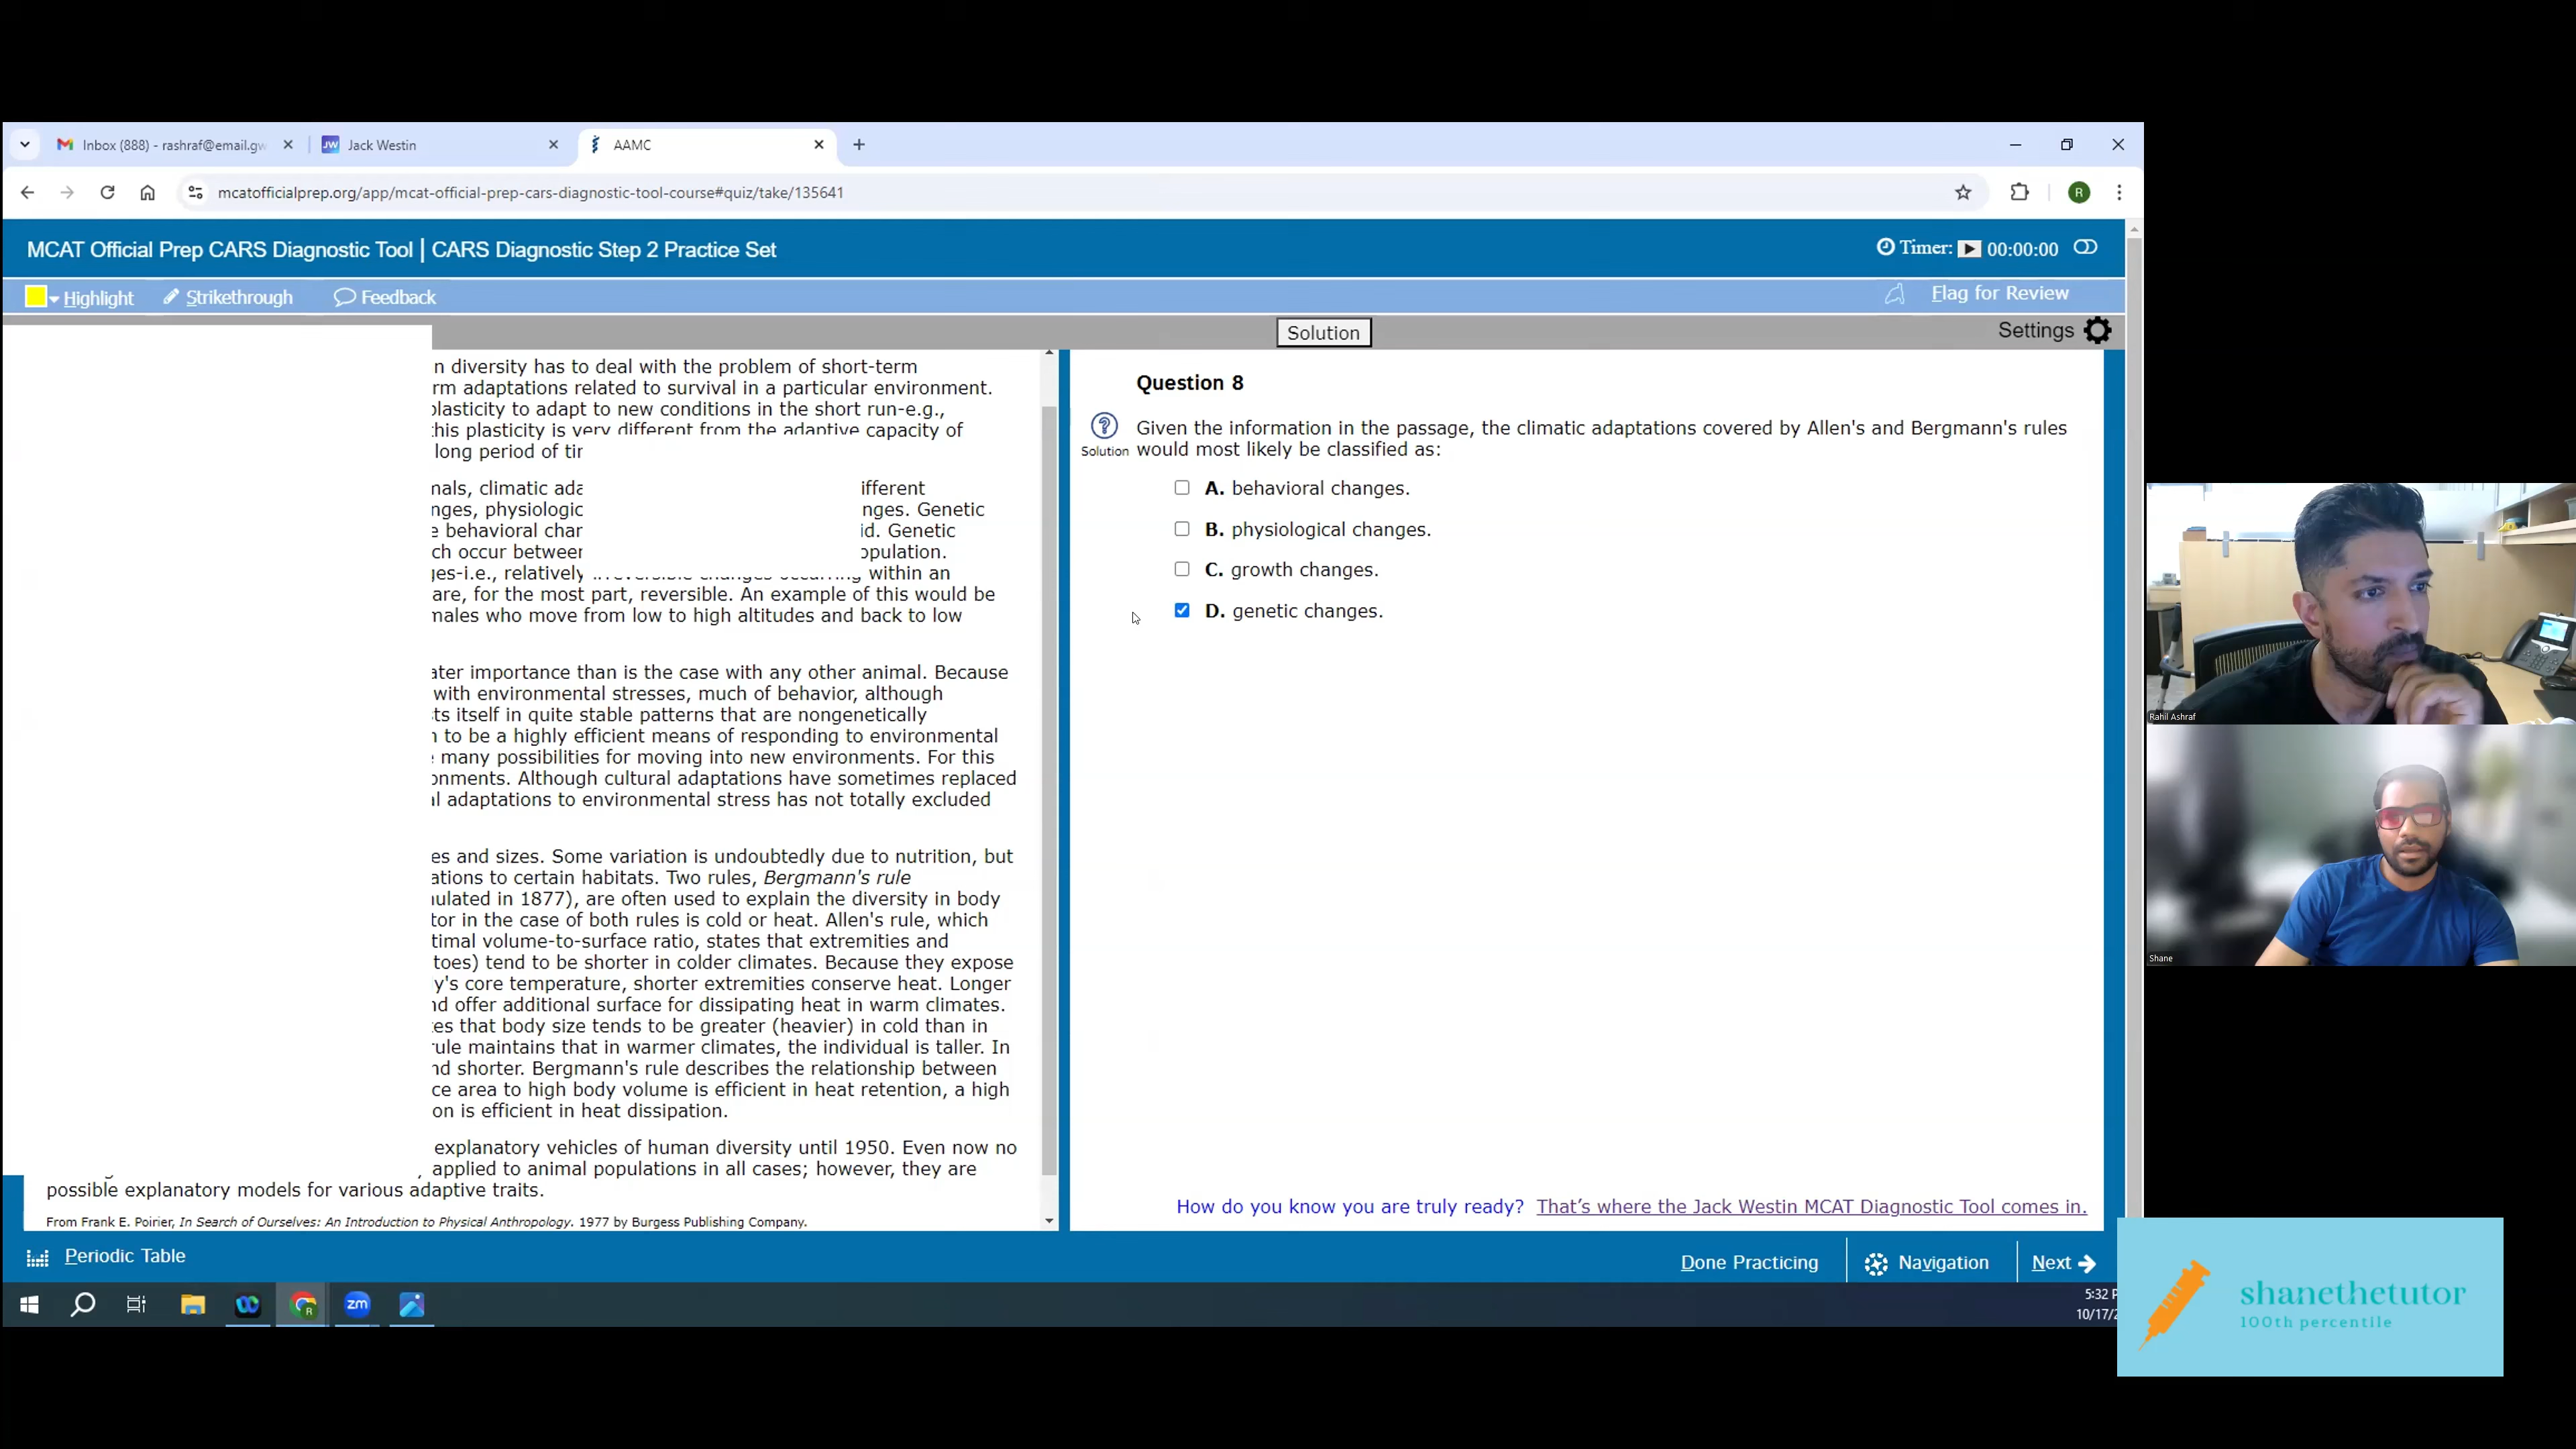 Inbox (888) - rashraf@email.gw
Jack Westin
AAMC
mcatofficialprep.org/app/mcat-official-prep-cars-diagnostic-tool-course#quiz/take/135641
R
MCAT Official Prep CARS Diagnostic Tool | CARS Diagnostic Step 2 Practice Set
Timer: 00:00:00
Highlight
Strikethrough
Feedback
Flag for Review
Solution
Settings
n diversity has to deal with the problem of short-term
rm adaptations related to survival in a particular environment.
plasticity to adapt to new conditions in the short run-e.g.,
this plasticity is very different from the adaptive capacity of
long period of tir
nals, climatic ada
ifferent
nges, physiologic
nges. Genetic
e behavioral char
id. Genetic
ch occur between
opulation.
ges-i.e., relatively irreversible changes occurring within an
are, for the most part, reversible. An example of this would be
males who move from low to high altitudes and back to low
ater importance than is the case with any other animal. Because
with environmental stresses, much of behavior, although
ts itself in quite stable patterns that are nongenetically
n to be a highly efficient means of responding to environmental
e many possibilities for moving into new environments. For this
onments. Although cultural adaptations have sometimes replaced
al adaptations to environmental stress has not totally excluded
es and sizes. Some variation is undoubtedly due to nutrition, but
ations to certain habitats. Two rules, Bergmann's rule
ulated in 1877), are often used to explain the diversity in body
tor in the case of both rules is cold or heat. Allen's rule, which
timal volume-to-surface ratio, states that extremities and
toes) tend to be shorter in colder climates. Because they expose
y's core temperature, shorter extremities conserve heat. Longer
nd offer additional surface for dissipating heat in warm climates.
tes that body size tends to be greater (heavier) in cold than in
rule maintains that in warmer climates, the individual is taller. In
nd shorter. Bergmann's rule describes the relationship between
ce area to high body volume is efficient in heat retention, a high
on is efficient in heat dissipation.
explanatory vehicles of human diversity until 1950. Even now no
applied to animal populations in all cases; however, they are
possible explanatory models for various adaptive traits.
From Frank E. Poirier, In Search of Ourselves: An Introduction to Physical Anthropology. 1977 by Burgess Publishing Company.
Question 8
Solution
Given the information in the passage, the climatic adaptations covered by Allen's and Bergmann's rules
would most likely be classified as:
A. behavioral changes.
B. physiological changes.
C. growth changes.
D. genetic changes.
How do you know you are truly ready? That's where the Jack Westin MCAT Diagnostic Tool comes in.
Periodic Table
Done Practicing
Navigation
Next
zm
R
5:32 P
10/17/2
Rahil Ashraf
Shane
shanethetutor
100th percentile